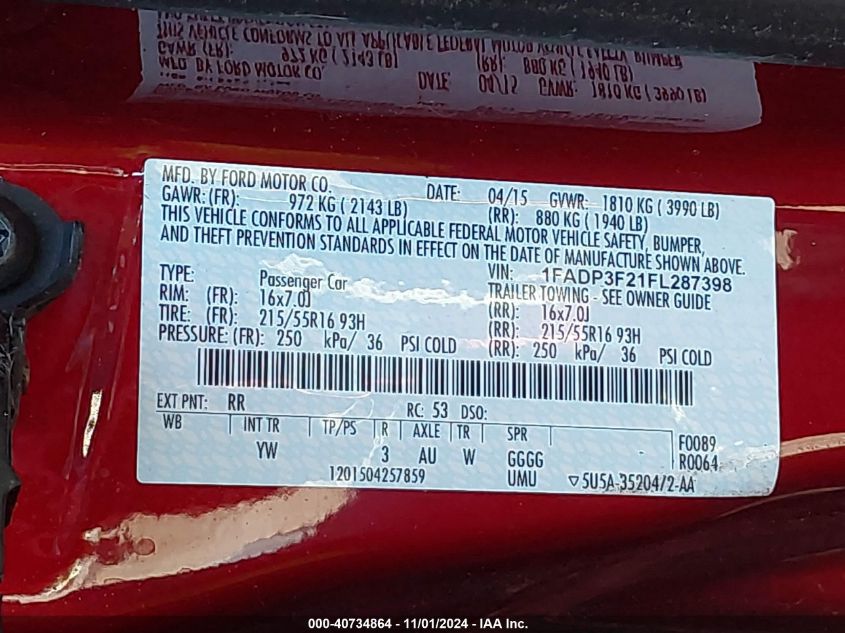 MFD. BY FORD MOTOR CO. DATE: 04/15 GVWR: 1810 KG ( 3990 LB)
GAWR: (FR): 972 KG ( 2143 LB) (RR): 880 KG ( 1940 LB)
THIS VEHICLE CONFORMS TO ALL APPLICABLE FEDERAL MOTOR VEHICLE SAFETY, BUMPER,
AND THEFT PREVENTION STANDARDS IN EFFECT ON THE DATE OF MANUFACTURE SHOWN ABOVE.
VIN: 1FADP3F21FL287398
TYPE: Passenger Car TRAILER TOWING - SEE OWNER GUIDE
RIM: (FR): 16x7.0J (RR): 16x7.0J
TIRE: (FR): 215/55R16 93H (RR): 215/55R16 93H
PRESSURE: (FR): 250 kPa/ 36 PSI COLD (RR): 250 kPa/ 36 PSI COLD
EXT PNT: RR RC: 53 DSO:
WB INT TR TP/PS R AXLE TR SPR F0089
YW 3 AU W GGGG R0064
1201504257859 UMU ▽5U5A-35204/2-AA
000-40734864 - 11/01/2024 - IAA Inc.